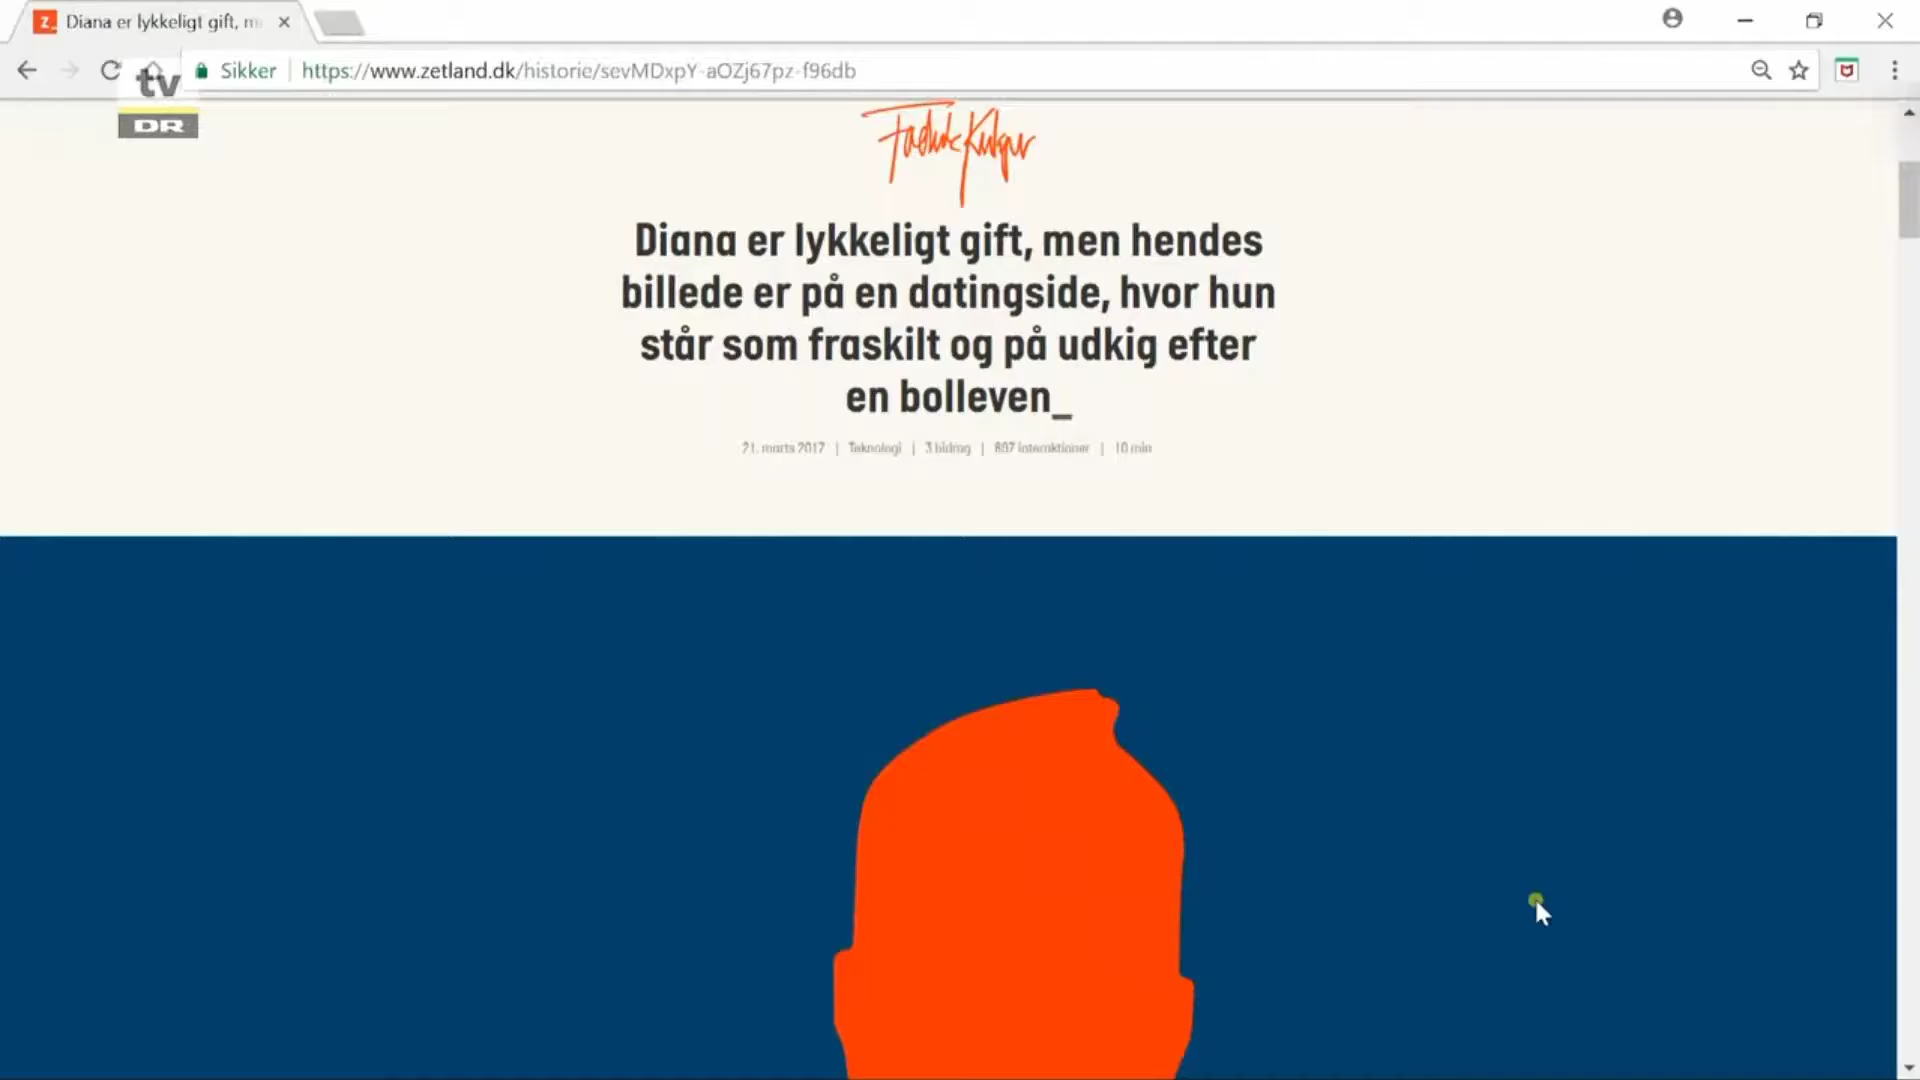 Diana er lykkeligt gift, m
Sikker https://www.zetland.dk/historie/sevMDxpY-aOZj67pz-f96db
tv
DR
Diana er lykkeligt gift, men hendes
billede er på en datingside, hvor hun
står som fraskilt og på udkig efter
en bolleven_
21. marts 2017 | Teknologi | 3 bidrag | 897 interaktioner | 10 min